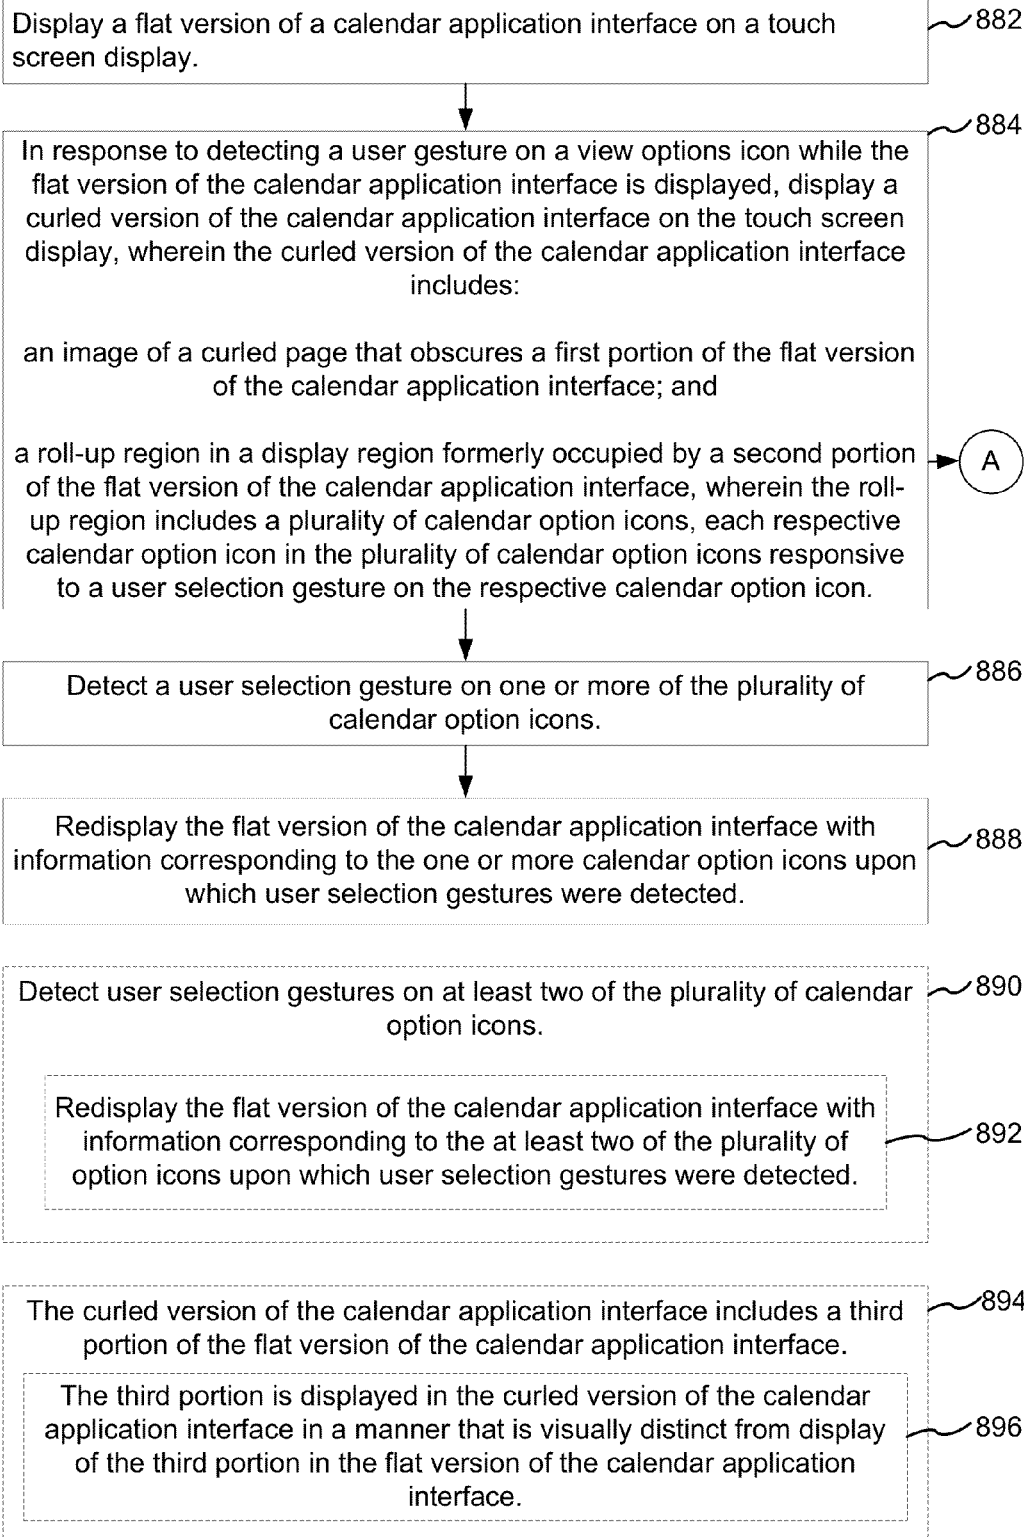 Display a flat version of a calendar application interface on a touch
screen display.
882
884
In response to detecting a user gesture on a view options icon while the
flat version of the calendar application interface is displayed, display a
curled version of the calendar application interface on the touch screen
display, wherein the curled version of the calendar application interface
includes:
an image of a curled page that obscures a first portion of the flat version
of the calendar application interface; and
a roll-up region in a display region formerly occupied by a second portion
of the flat version of the calendar application interface, wherein the roll-
up region includes a plurality of calendar option icons, each respective
calendar option icon in the plurality of calendar option icons responsive
to a user selection gesture on the respective calendar option icon.
A
Detect a user selection gesture on one or more of the plurality of
calendar option icons.
886
Redisplay the flat version of the calendar application interface with
information corresponding to the one or more calendar option icons upon
which user selection gestures were detected.
888
Detect user selection gestures on at least two of the plurality of calendar
option icons.
890
Redisplay the flat version of the calendar application interface with
information corresponding to the at least two of the plurality of
option icons upon which user selection gestures were detected.
892
The curled version of the calendar application interface includes a third
portion of the flat version of the calendar application interface.
894
The third portion is displayed in the curled version of the calendar
application interface in a manner that is visually distinct from display
of the third portion in the flat version of the calendar application
interface.
896